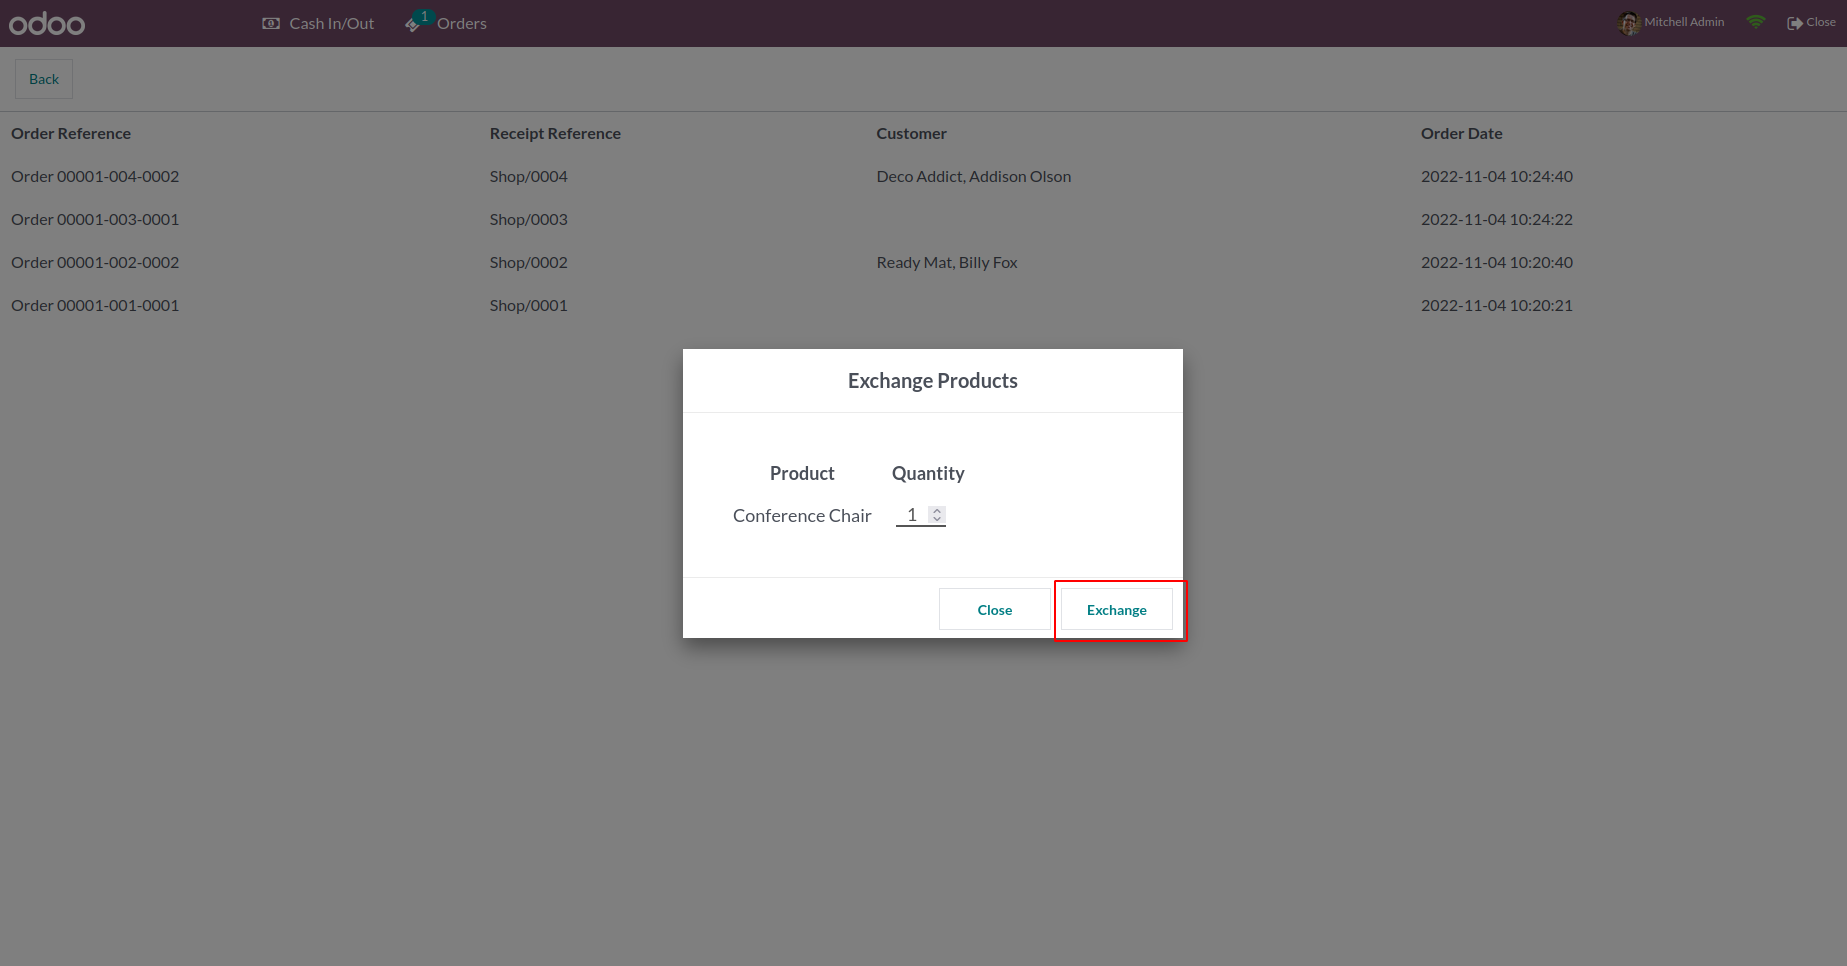 odoo Cash In/Out 1 Orders Mitchell Admin Close
Back
Order Reference Receipt Reference Customer Order Date
Order 00001-004-0002 Shop/0004 Deco Addict, Addison Olson 2022-11-04 10:24:40
Order 00001-003-0001 Shop/0003 2022-11-04 10:24:22
Order 00001-002-0002 Shop/0002 Ready Mat, Billy Fox 2022-11-04 10:20:40
Order 00001-001-0001 Shop/0001 2022-11-04 10:20:21
Exchange Products
Product Quantity
Conference Chair 1
Close Exchange